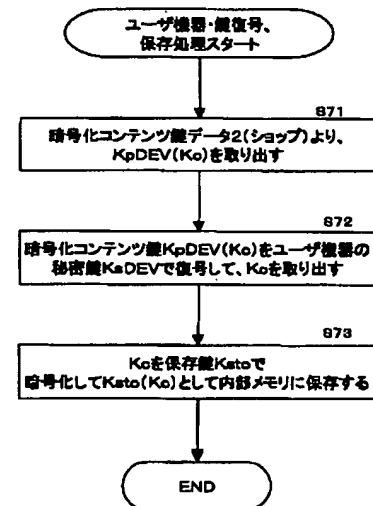 ユーザ機器・鍵復号、
保存処理スタート
S71
暗号化コンテンツ鍵データ2(ショップ)より、
KpDEV(Kc)を取り出す
S72
暗号化コンテンツ鍵KpDEV(Kc)をユーザ機器の
秘密鍵KsDEVで復号して、Kcを取り出す
S73
Kcを保存鍵Kstoで
暗号化してKsto(Kc)として内部メモリに保存する
END